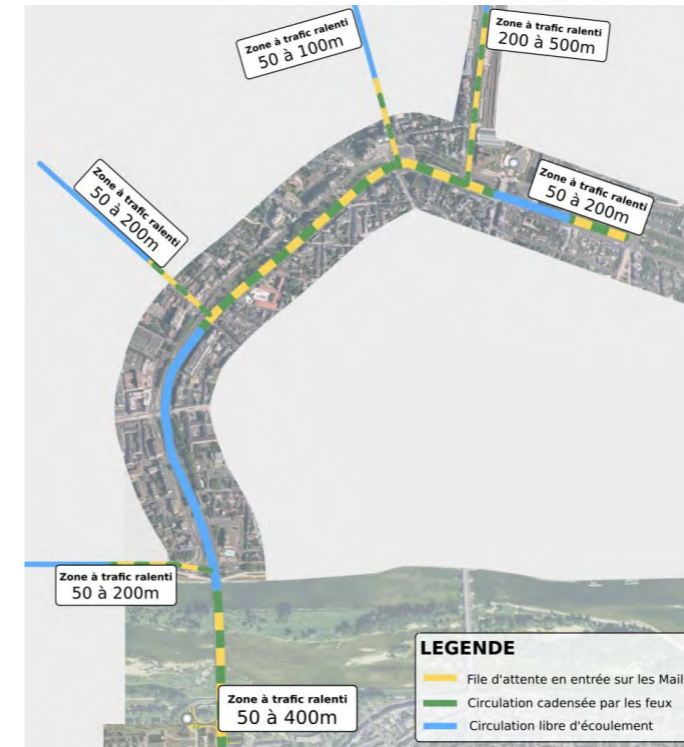 Zone à trafic ralenti
50 à 100m
Zone à trafic ralenti
200 à 500m
Zone à trafic ralenti
50 à 200m
Zone à trafic ralenti
50 à 200m
Zone à trafic ralenti
50 à 200m
Zone à trafic ralenti
50 à 400m
LEGENDE
File d'attente en entrée sur les Mail
Circulation cadensée par les feux
Circulation libre d'écoulement